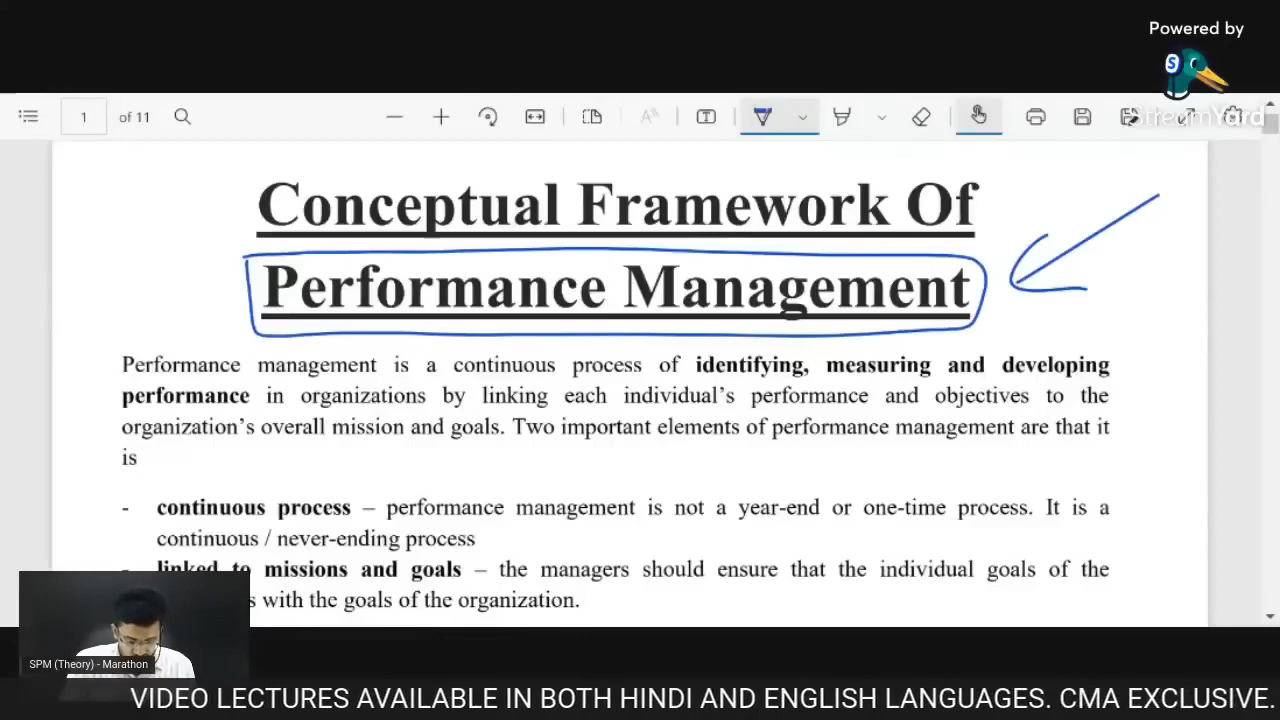 Powered by
S
StreamYard
1 of 11
Conceptual Framework Of
Performance Management
Performance management is a continuous process of identifying, measuring and developing
performance in organizations by linking each individual’s performance and objectives to the
organization’s overall mission and goals. Two important elements of performance management are that it
is
- continuous process – performance management is not a year-end or one-time process. It is a
continuous / never-ending process
- linked to missions and goals – the managers should ensure that the individual goals of the
with the goals of the organization.
SPM (Theory) - Marathon
VIDEO LECTURES AVAILABLE IN BOTH HINDI AND ENGLISH LANGUAGES. CMA EXCLUSIVE.